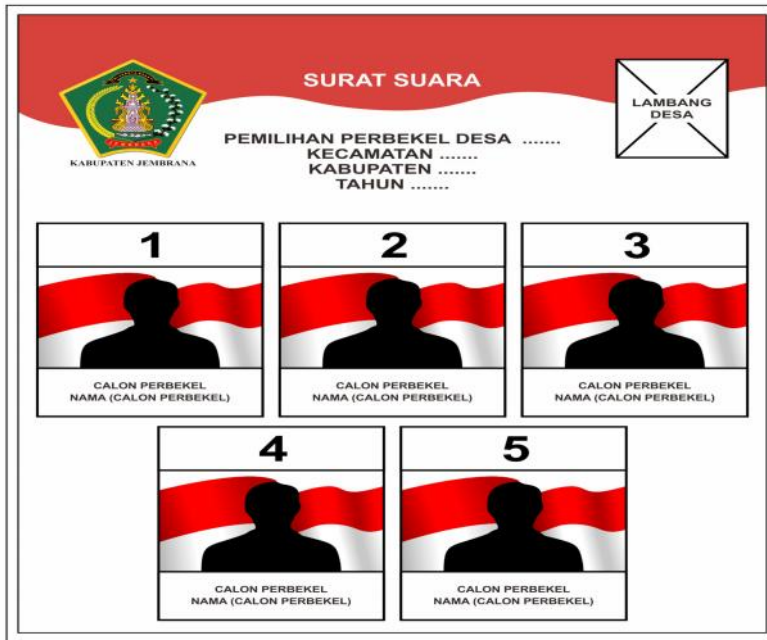 SURAT SUARA
LAMBANG
DESA
KABUPATEN JEMBRANA
PEMILIHAN PERBEKEL DESA .......
KECAMATAN .......
KABUPATEN .......
TAHUN .......
1
2
3
CALON PERBEKEL
NAMA (CALON PERBEKEL)
CALON PERBEKEL
NAMA (CALON PERBEKEL)
CALON PERBEKEL
NAMA (CALON PERBEKEL)
4
5
CALON PERBEKEL
NAMA (CALON PERBEKEL)
CALON PERBEKEL
NAMA (CALON PERBEKEL)